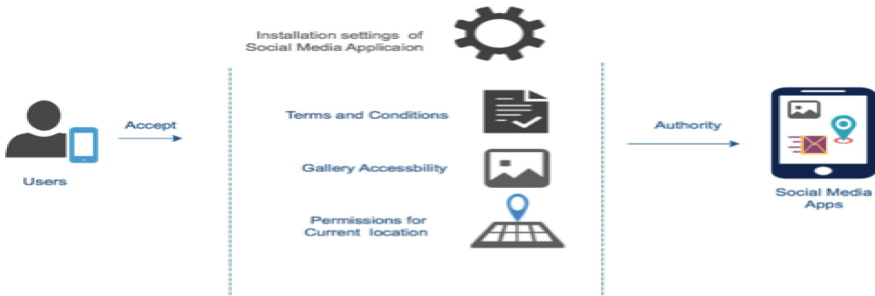 Installation settings of
Social Media Applicaion
Terms and Conditions
Accept
Authority
Gallery Accessbility
Users
Social Media
Apps
Permissions for
Current location